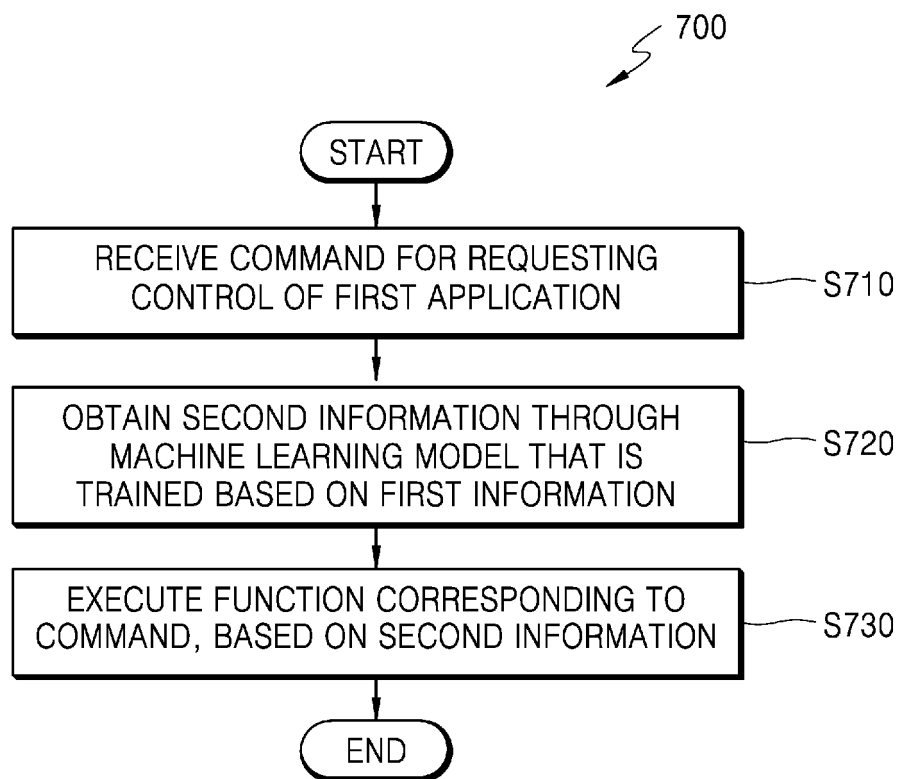 700
START
RECEIVE COMMAND FOR REQUESTING
CONTROL OF FIRST APPLICATION
S710
OBTAIN SECOND INFORMATION THROUGH
MACHINE LEARNING MODEL THAT IS
TRAINED BASED ON FIRST INFORMATION
S720
EXECUTE FUNCTION CORRESPONDING TO
COMMAND, BASED ON SECOND INFORMATION
S730
END